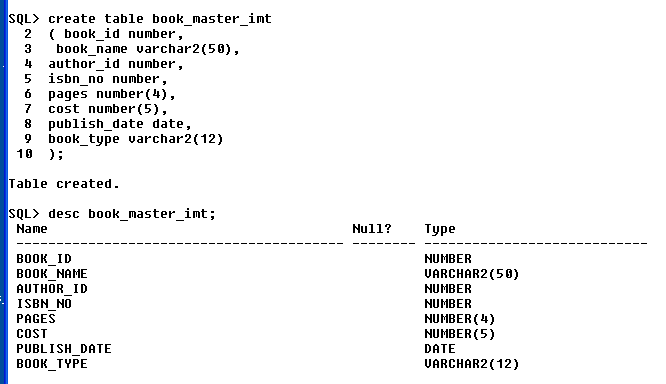 SQL> create table book_master_imt
2 ( book_id number,
3 book_name varchar2(50),
4 author_id number,
5 isbn_no number,
6 pages number(4),
7 cost number(5),
8 publish_date date,
9 book_type varchar2(12)
10 );
Table created.
SQL> desc book_master_imt;
Name Null? Type
----------------------------------------- -------- ----------------------------
BOOK_ID NUMBER
BOOK_NAME VARCHAR2(50)
AUTHOR_ID NUMBER
ISBN_NO NUMBER
PAGES NUMBER(4)
COST NUMBER(5)
PUBLISH_DATE DATE
BOOK_TYPE VARCHAR2(12)